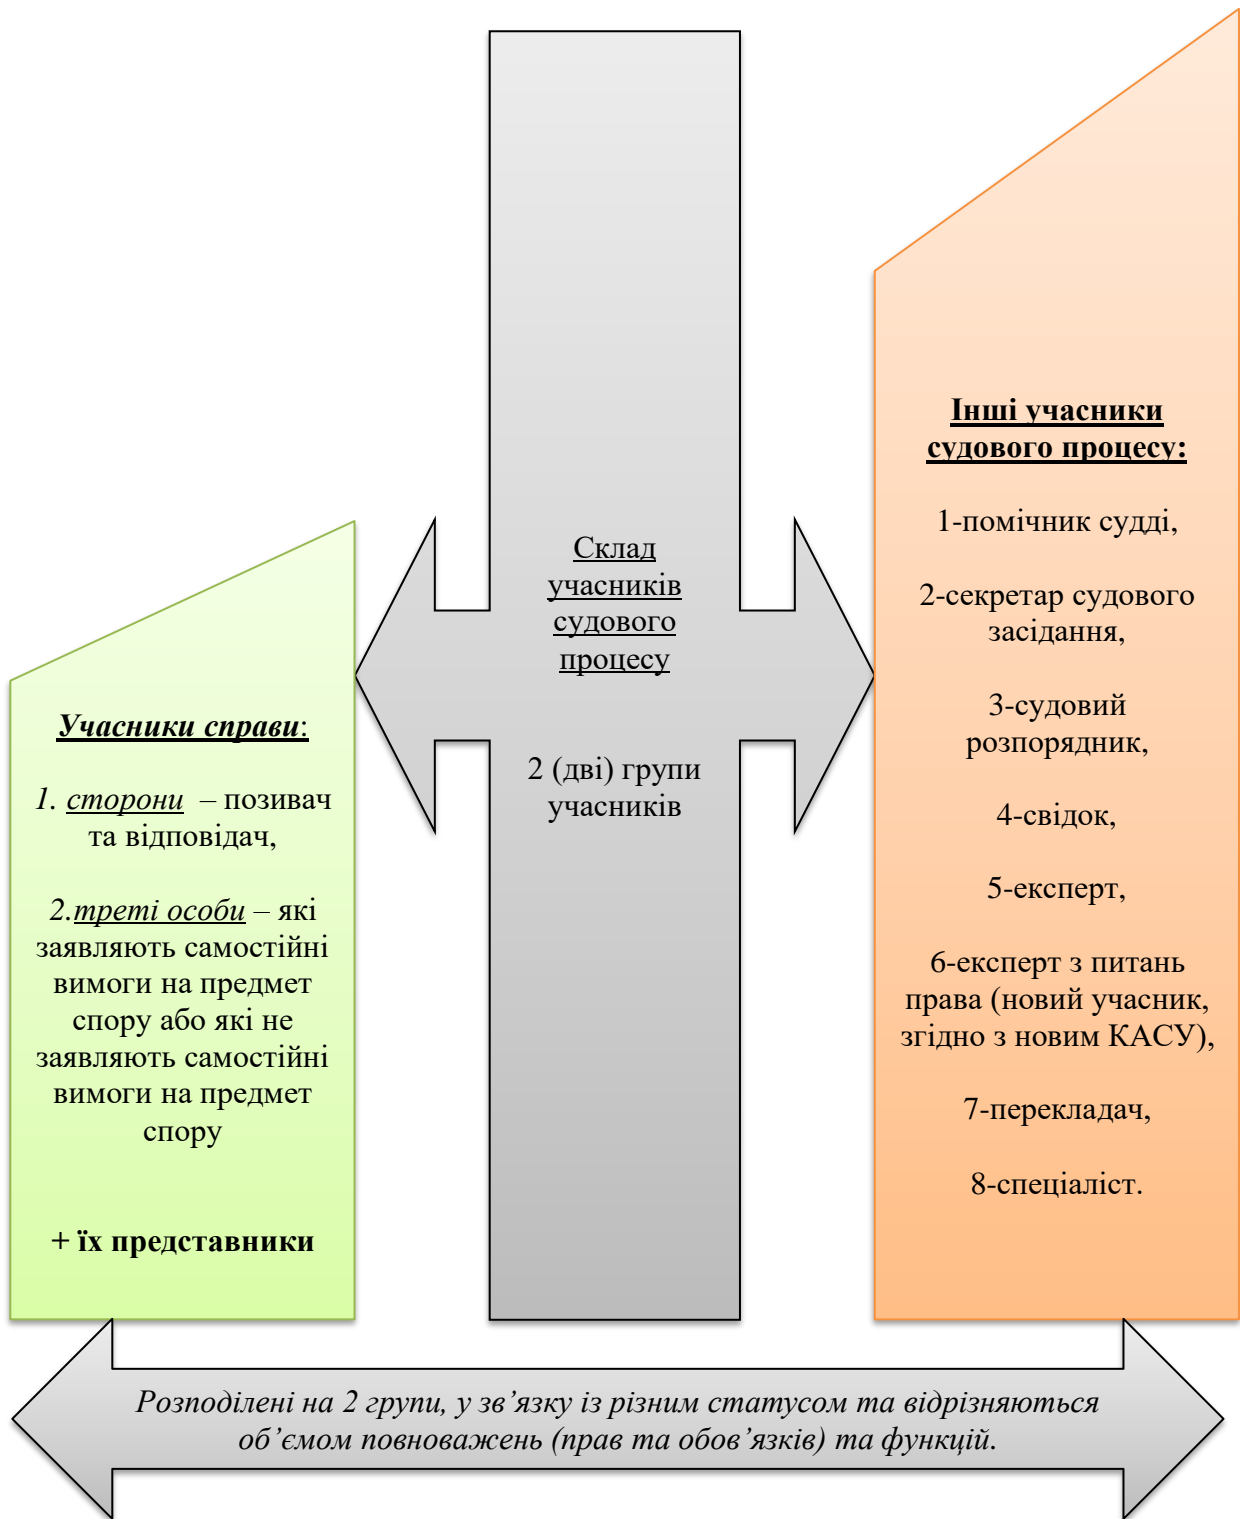 Склад
учасників
судового
процесу
2 (дві) групи
учасників
Учасники справи:
1. сторони – позивач
та відповідач,
2.треті особи – які
заявляють самостійні
вимоги на предмет
спору або які не
заявляють самостійні
вимоги на предмет
спору
+ їх представники
Інші учасники
судового процесу:
1-помічник судді,
2-секретар судового
засідання,
3-судовий
розпорядник,
4-свідок,
5-експерт,
6-експерт з питань
права (новий учасник,
згідно з новим КАСУ),
7-перекладач,
8-спеціаліст.
Розподілені на 2 групи, у зв’язку із різним статусом та відрізняються
об’ємом повноважень (прав та обов’язків) та функцій.